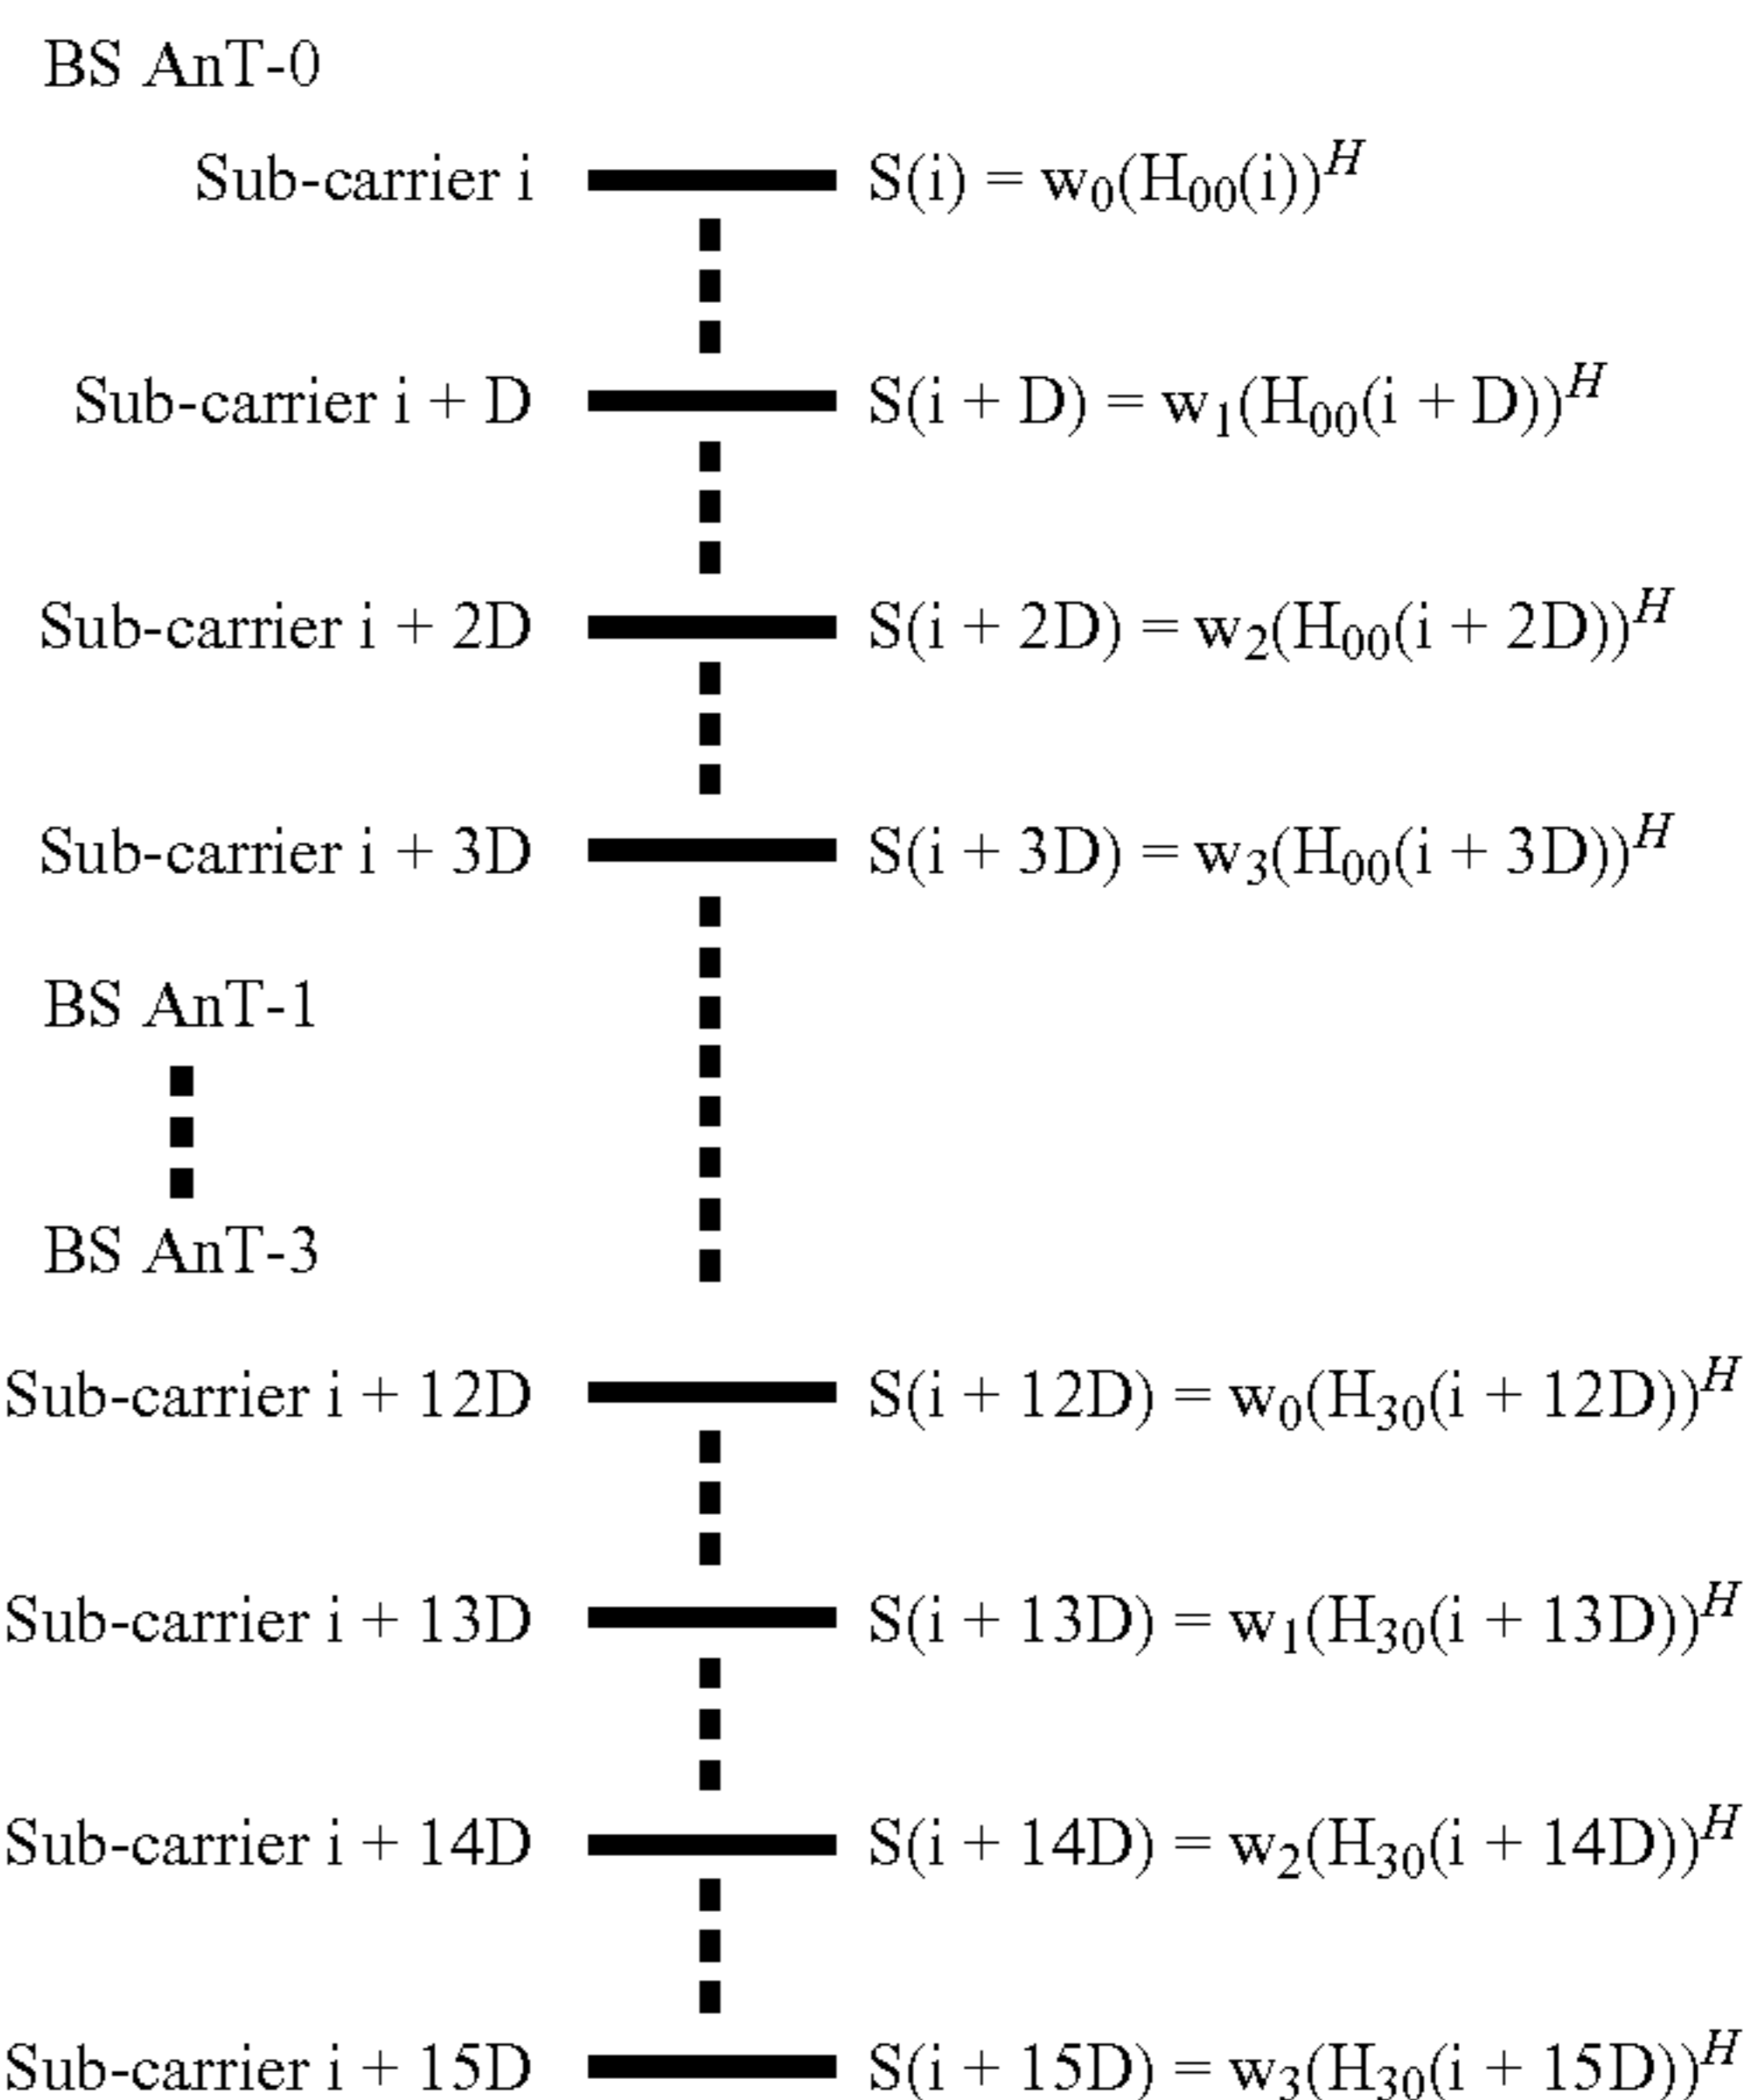 BS AnT-0
Sub-carrier i S(i) = w₀(H₀₀(i))ᴴ
Sub-carrier i + D S(i + D) = w₁(H₀₀(i + D))ᴴ
Sub-carrier i + 2D S(i + 2D) = w₂(H₀₀(i + 2D))ᴴ
Sub-carrier i + 3D S(i + 3D) = w₃(H₀₀(i + 3D))ᴴ
BS AnT-1
BS AnT-3
Sub-carrier i + 12D S(i + 12D) = w₀(H₃₀(i + 12D))ᴴ
Sub-carrier i + 13D S(i + 13D) = w₁(H₃₀(i + 13D))ᴴ
Sub-carrier i + 14D S(i + 14D) = w₂(H₃₀(i + 14D))ᴴ
Sub-carrier i + 15D S(i + 15D) = w₃(H₃₀(i + 15D))ᴴ